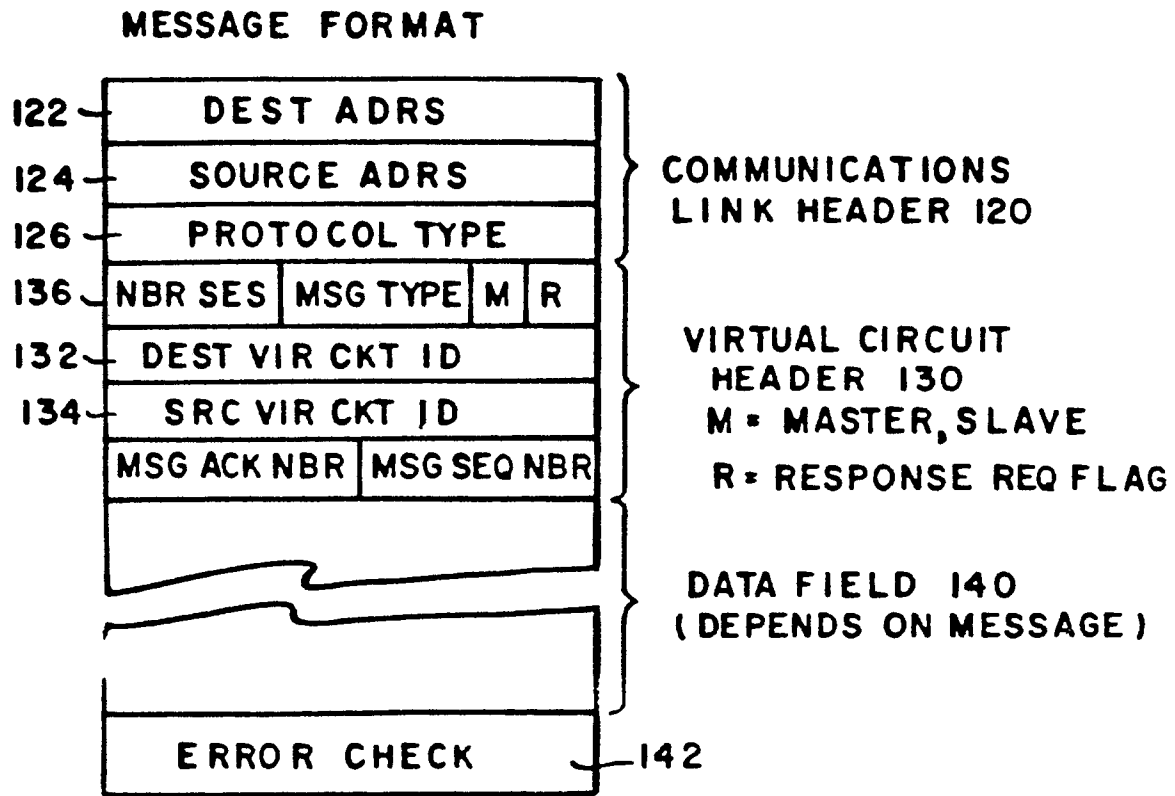 MESSAGE FORMAT
122 DEST ADRS
124 SOURCE ADRS
126 PROTOCOL TYPE
COMMUNICATIONS
LINK HEADER 120
136 NBR SES MSG TYPE M R
132 DEST VIR CKT ID
134 SRC VIR CKT ID
MSG ACK NBR MSG SEQ NBR
VIRTUAL CIRCUIT
HEADER 130
M = MASTER, SLAVE
R = RESPONSE REQ FLAG
DATA FIELD 140
(DEPENDS ON MESSAGE)
ERROR CHECK 142